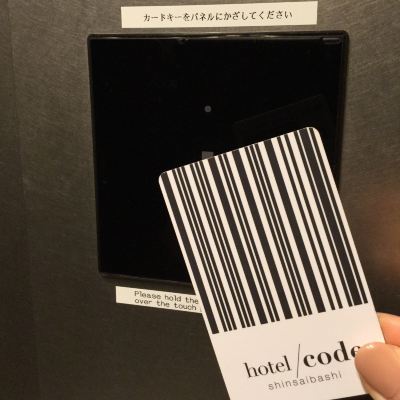 カードキーをパネルにかざしてください
Please hold the
over the touch
hotel/code
shinsaibashi